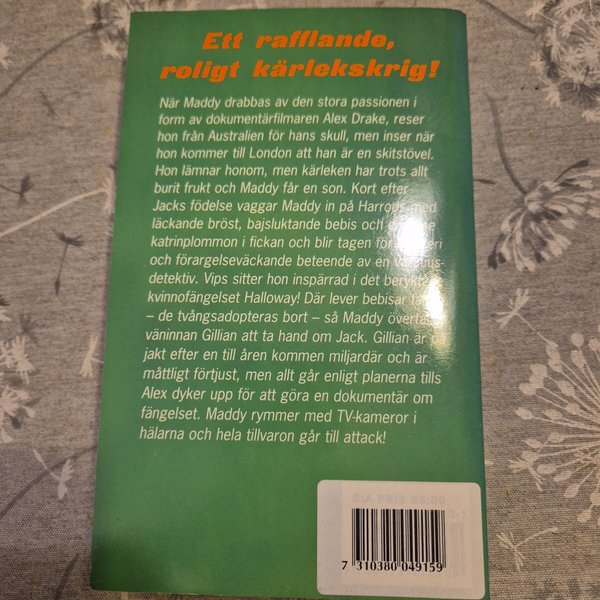 Ett rafflande,
roligt kärlekskrig!
När Maddy drabbas av den stora passionen i
form av dokumentärfilmaren Alex Drake, reser
hon från Australien för hans skull, men inser när
hon kommer till London att han är en skitstövel.
Hon lämnar honom, men kärleken har trots allt
burit frukt och Maddy får en son. Kort efter
Jacks födelse vaggar Maddy in på Harrods med
läckande bröst, bajsluktande bebis och
katrinplommon i fickan och blir tagen för
och förargelseväckande beteende av en
detektiv. Vips sitter hon inspärrad i det
kvinnofängelset Halloway! Där lever bebisar
– de tvångsadopteras bort – så Maddy
väninnan Gillian att ta hand om Jack. Gillian är på
jakt efter en till åren kommen miljardär och är
måttligt förtjust, men allt går enligt planerna tills
Alex dyker upp för att göra en dokumentär om
fängelset. Maddy rymmer med TV-kameror i
hälarna och hela tillvaron går till attack!
C:A PRIS 65:00
7 310380 049159